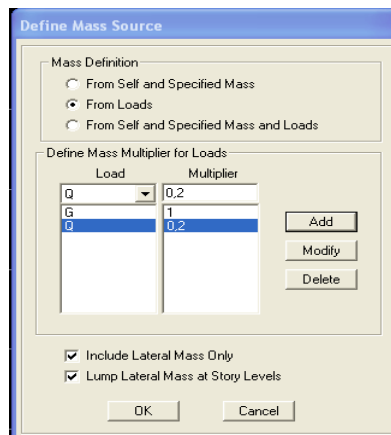 Define Mass Source
Mass Definition
From Self and Specified Mass
From Loads
From Self and Specified Mass and Loads
Define Mass Multiplier for Loads
Load Multiplier
Q 0,2
G 1
Q 0,2
Add
Modify
Delete
Include Lateral Mass Only
Lump Lateral Mass at Story Levels
OK Cancel